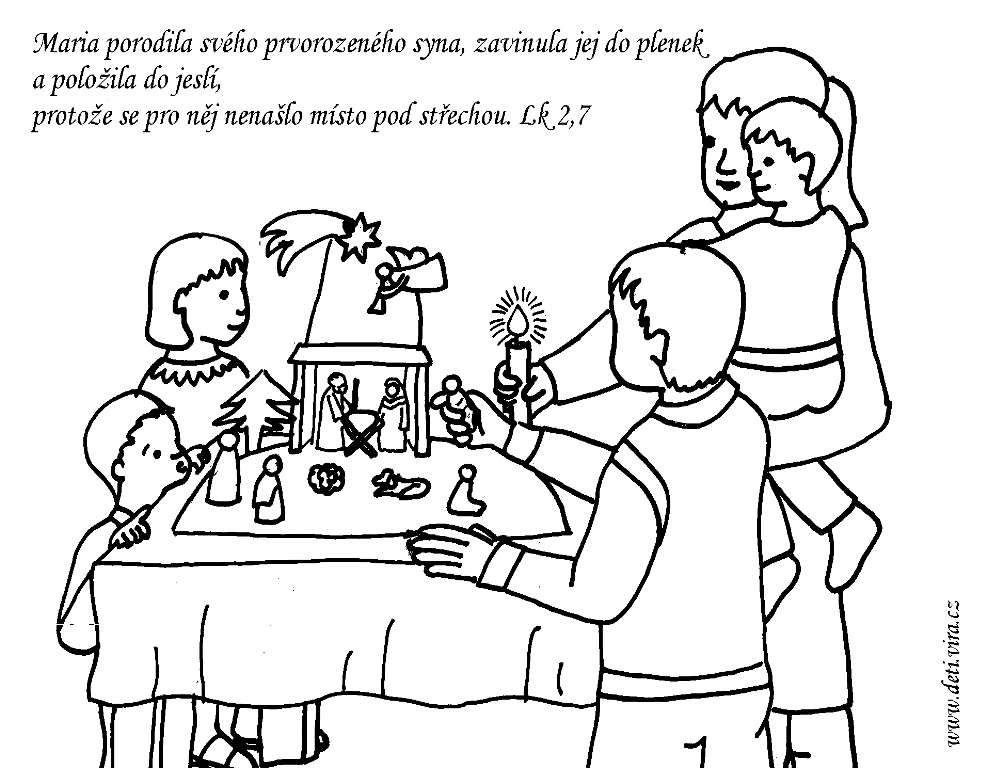 Maria porodila svého prvorozeného syna, zavinula jej do plenek
a položila do jeslí,
protože se pro něj nenašlo místo pod střechou. Lk 2,7
www.deti.vira.cz